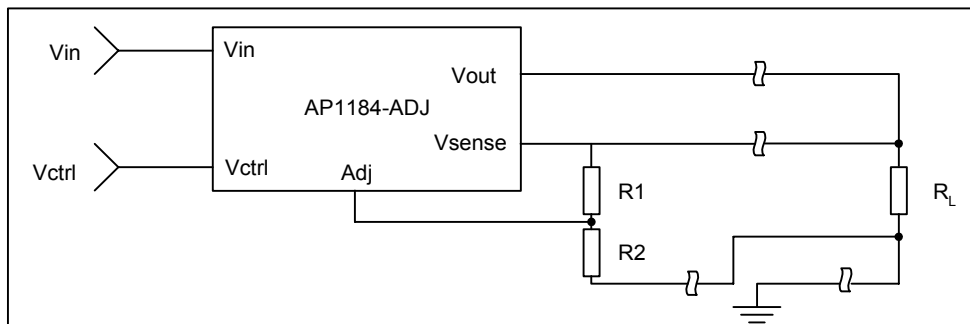 Vin
Vin
Vout
AP1184-ADJ
Vsense
Vctrl
Vctrl
Adj
R1
RL
R2